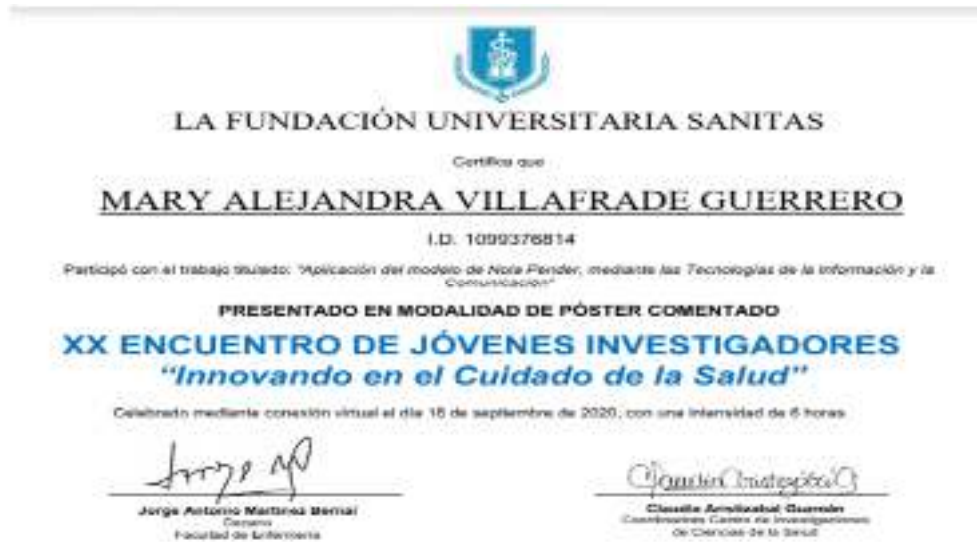 LA FUNDACIÓN UNIVERSITARIA SANITAS
Certifica que
MARY ALEJANDRA VILLAFRADE GUERRERO
I.D. 1099376814
Participó con el trabajo titulado: "Aplicación del modelo de Nola Pender, mediante las Tecnologías de la Información y la
Comunicación"
PRESENTADO EN MODALIDAD DE PÓSTER COMENTADO
XX ENCUENTRO DE JÓVENES INVESTIGADORES
"Innovando en el Cuidado de la Salud"
Celebrado mediante conexión virtual el día de septiembre de 2020, con una intensidad de 6 horas
Jorge Antonio Martínez Bernal
Decano
Facultad de Enfermería
Claudia Aristizabal Guzmán
Coordinadora Centro de Investigaciones
de Ciencias de la Salud